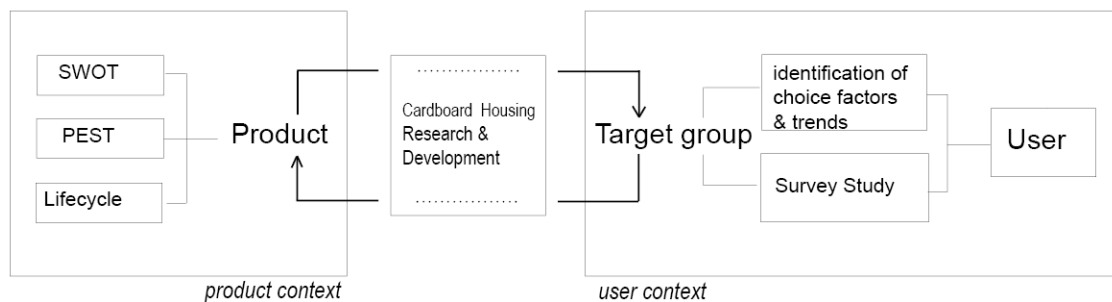 SWOT
PEST
Lifecycle
Product
product context
...................
Cardboard Housing
Research &
Development
.................
Target group
identification of
choice factors
& trends
Survey Study
User
user context